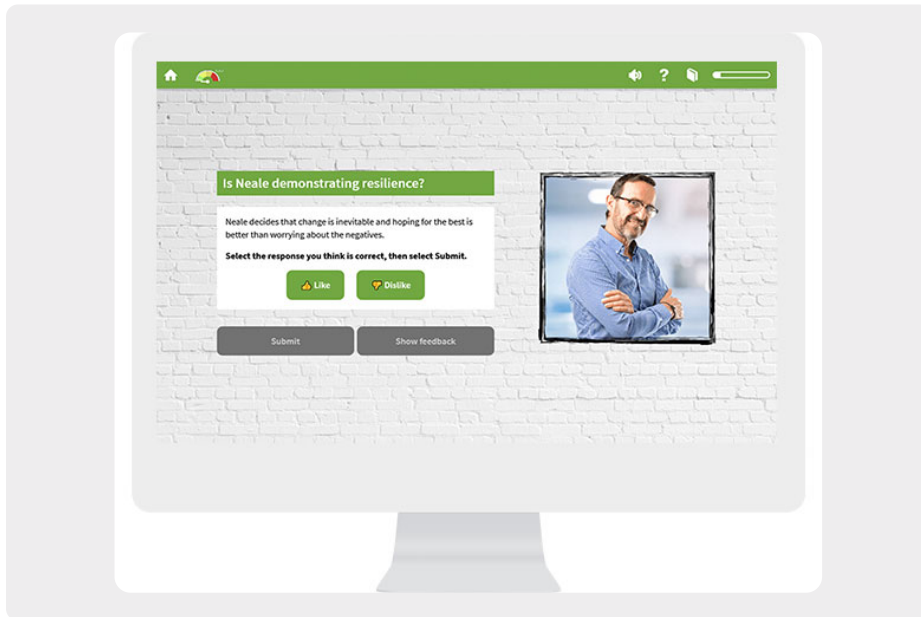 ?
Is Neale demonstrating resilience?
Neale decides that change is inevitable and hoping for the best is
better than worrying about the negatives.
Select the response you think is correct, then select Submit.
Like
Dislike
Submit
Show feedback